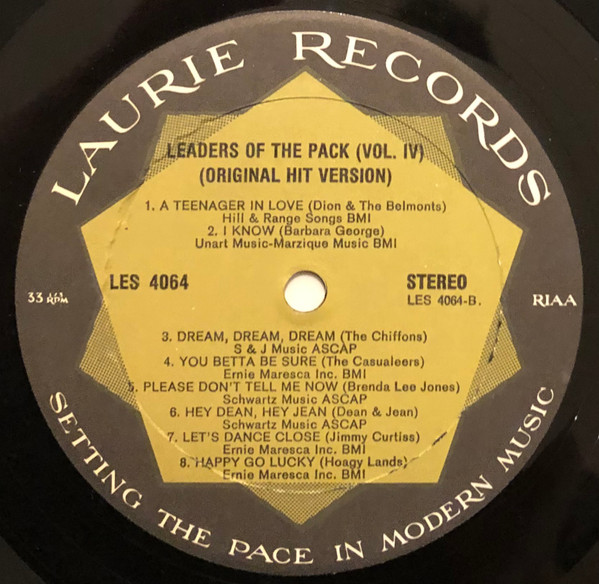 LAURIE RECORDS
LEADERS OF THE PACK (VOL. IV)
(ORIGINAL HIT VERSION)
1. A TEENAGER IN LOVE (Dion & The Belmonts)
Hill & Range Songs BMI
2. I KNOW (Barbara George)
Unart Music-Marzique Music BMI
LES 4064
STEREO
LES 4064-B.
33 1/3 RPM
RIAA
3. DREAM, DREAM, DREAM (The Chiffons)
S & J Music ASCAP
4. YOU BETTA BE SURE (The Casualeers)
Ernie Maresca Inc. BMI
5. PLEASE DON'T TELL ME NOW (Brenda Lee Jones)
Schwartz Music ASCAP
6. HEY DEAN, HEY JEAN (Dean & Jean)
Schwartz Music ASCAP
7. LET'S DANCE CLOSE (Jimmy Curtiss)
Ernie Maresca Inc. BMI
8. HAPPY GO LUCKY (Hoagy Lands)
Ernie Maresca Inc. BMI
SETTING THE PACE IN MODERN MUSIC